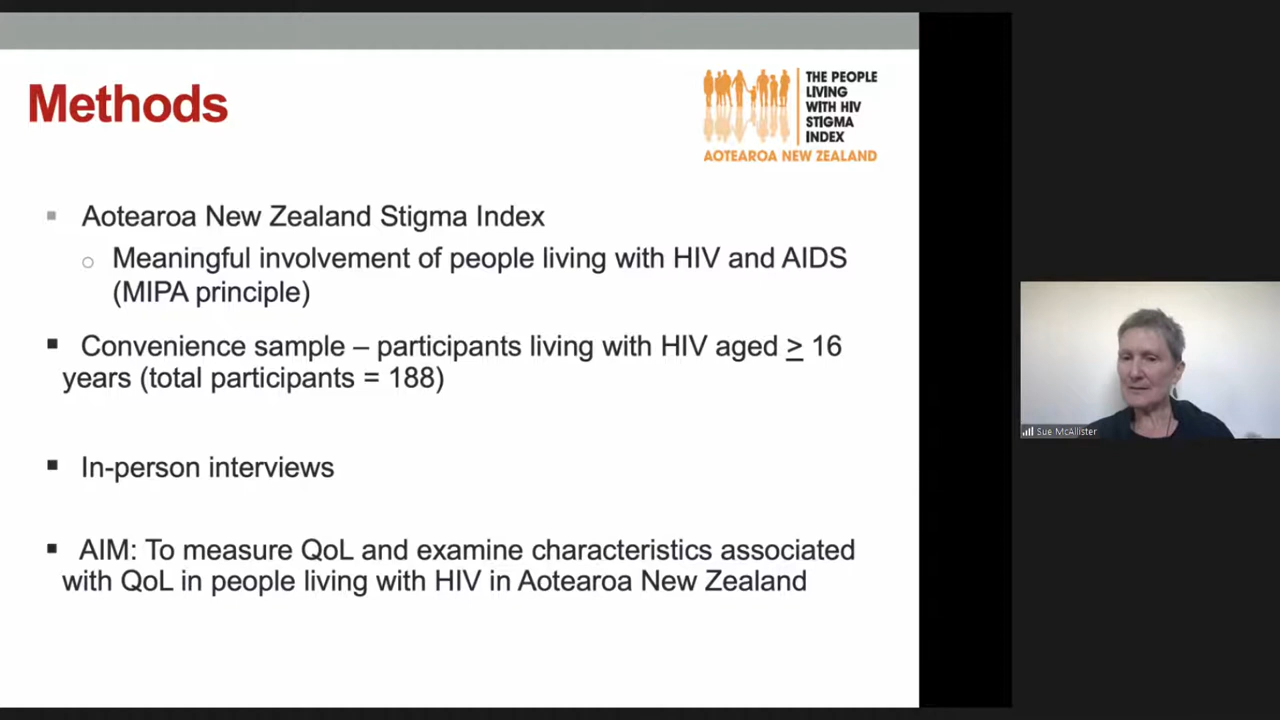 Methods
THE PEOPLE
LIVING
WITH HIV
STIGMA
INDEX
AOTEAROA NEW ZEALAND
▪ Aotearoa New Zealand Stigma Index
○ Meaningful involvement of people living with HIV and AIDS
(MIPA principle)
▪ Convenience sample – participants living with HIV aged ≥ 16
years (total participants = 188)
▪ In-person interviews
▪ AIM: To measure QoL and examine characteristics associated
with QoL in people living with HIV in Aotearoa New Zealand
Sue McAllister